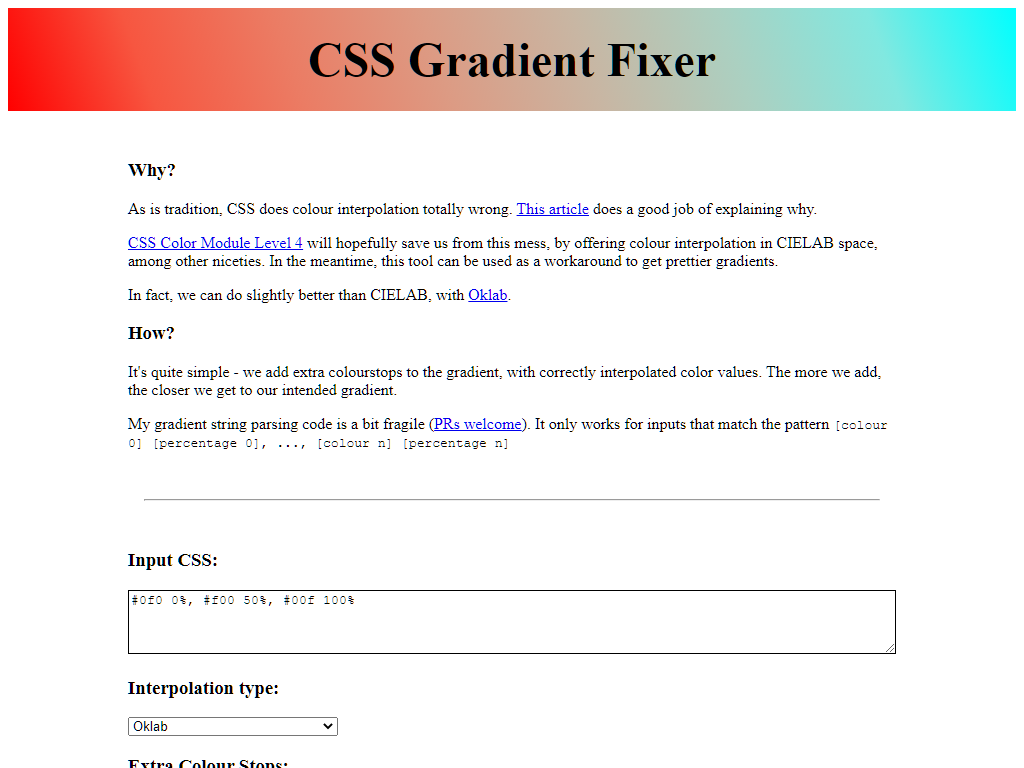 CSS Gradient Fixer
Why?
As is tradition, CSS does colour interpolation totally wrong. This article does a good job of explaining why.
CSS Color Module Level 4 will hopefully save us from this mess, by offering colour interpolation in CIELAB space,
among other niceties. In the meantime, this tool can be used as a workaround to get prettier gradients.
In fact, we can do slightly better than CIELAB, with Oklab.
How?
It's quite simple - we add extra colourstops to the gradient, with correctly interpolated color values. The more we add,
the closer we get to our intended gradient.
My gradient string parsing code is a bit fragile (PRs welcome). It only works for inputs that match the pattern [colour
0] [percentage 0], ..., [colour n] [percentage n]
Input CSS:
#0f0 0%, #f00 50%, #00f 100%
Interpolation type:
Oklab
Extra Colour Stops: